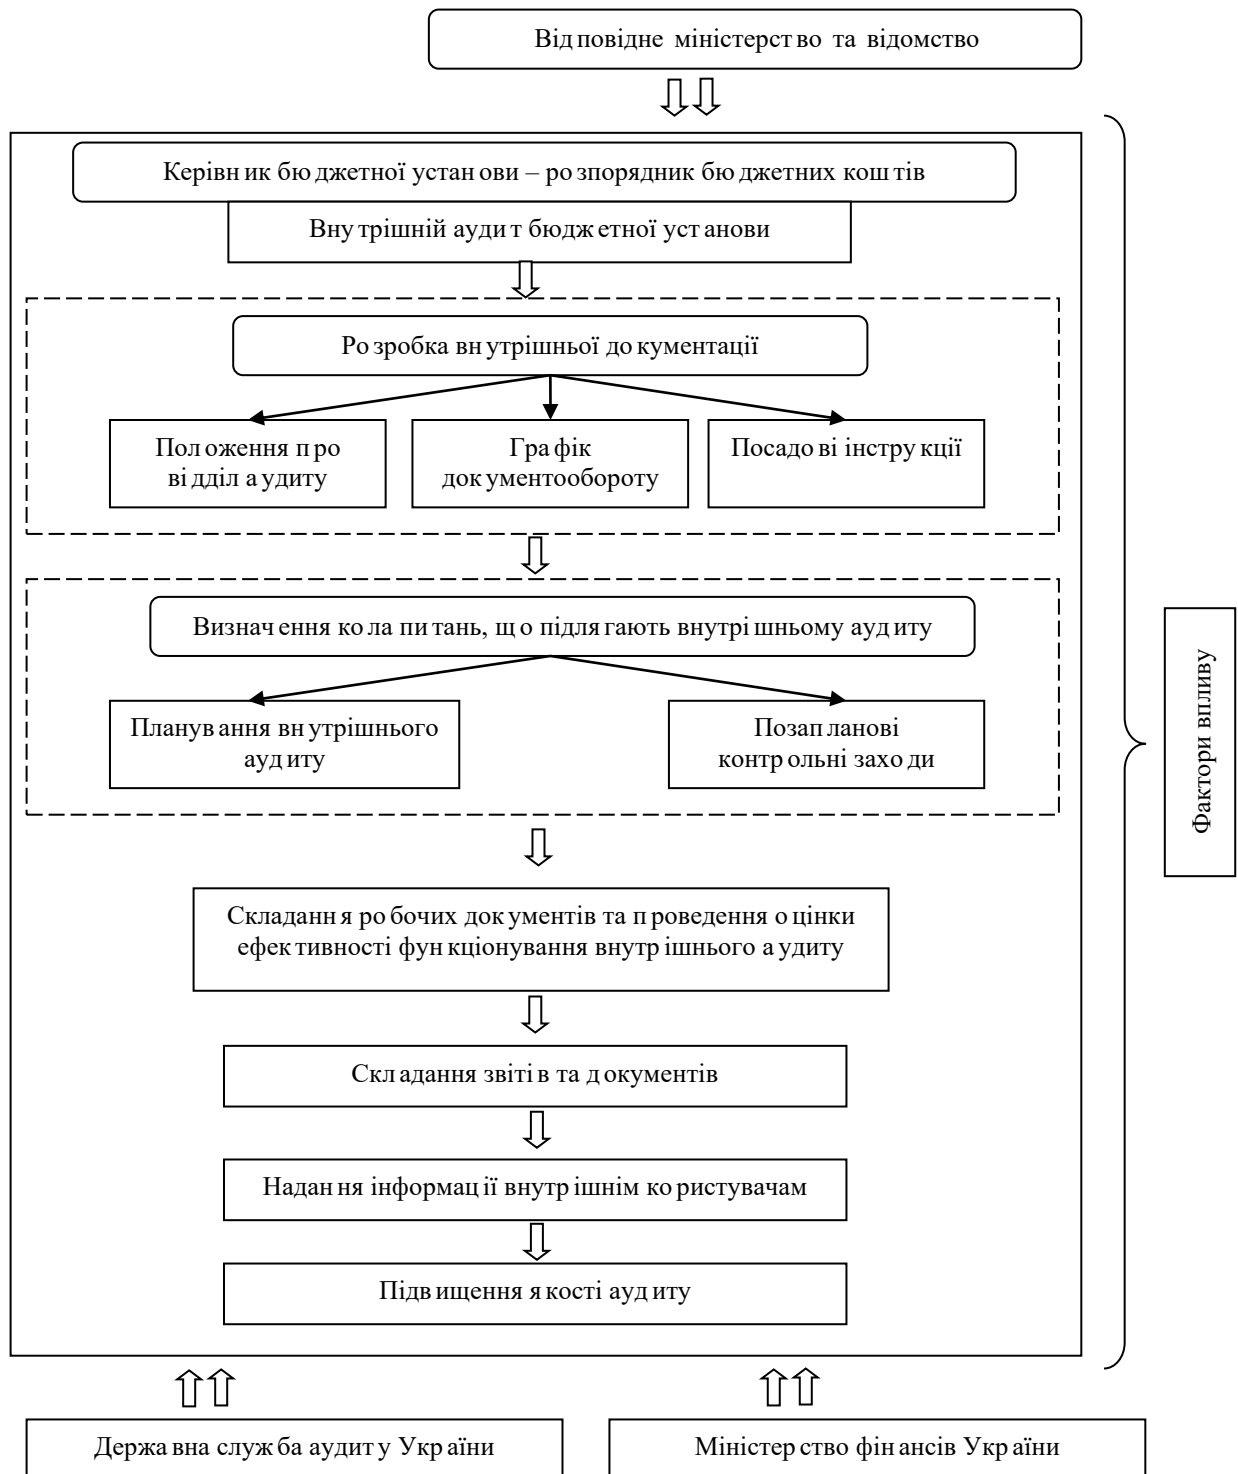 Відповідне міністерство та відомство
Керівник бюджетної установи – розпорядник бюджетних коштів
Внутрішній аудит бюджетної установи
Розробка внутрішньої документації
Положення про
відділ аудиту
Графік
документообороту
Посадові інструкції
Визначення кола питань, що підлягають внутрішньому аудиту
Планування внутрішнього
аудиту
Позапланові
контрольні заходи
Фактори впливу
Складання робочих документів та проведення оцінки
ефективності функціонування внутрішнього аудиту
Складання звітів та документів
Надання інформації внутрішнім користувачам
Підвищення якості аудиту
Державна служба аудиту України
Міністерство фінансів України